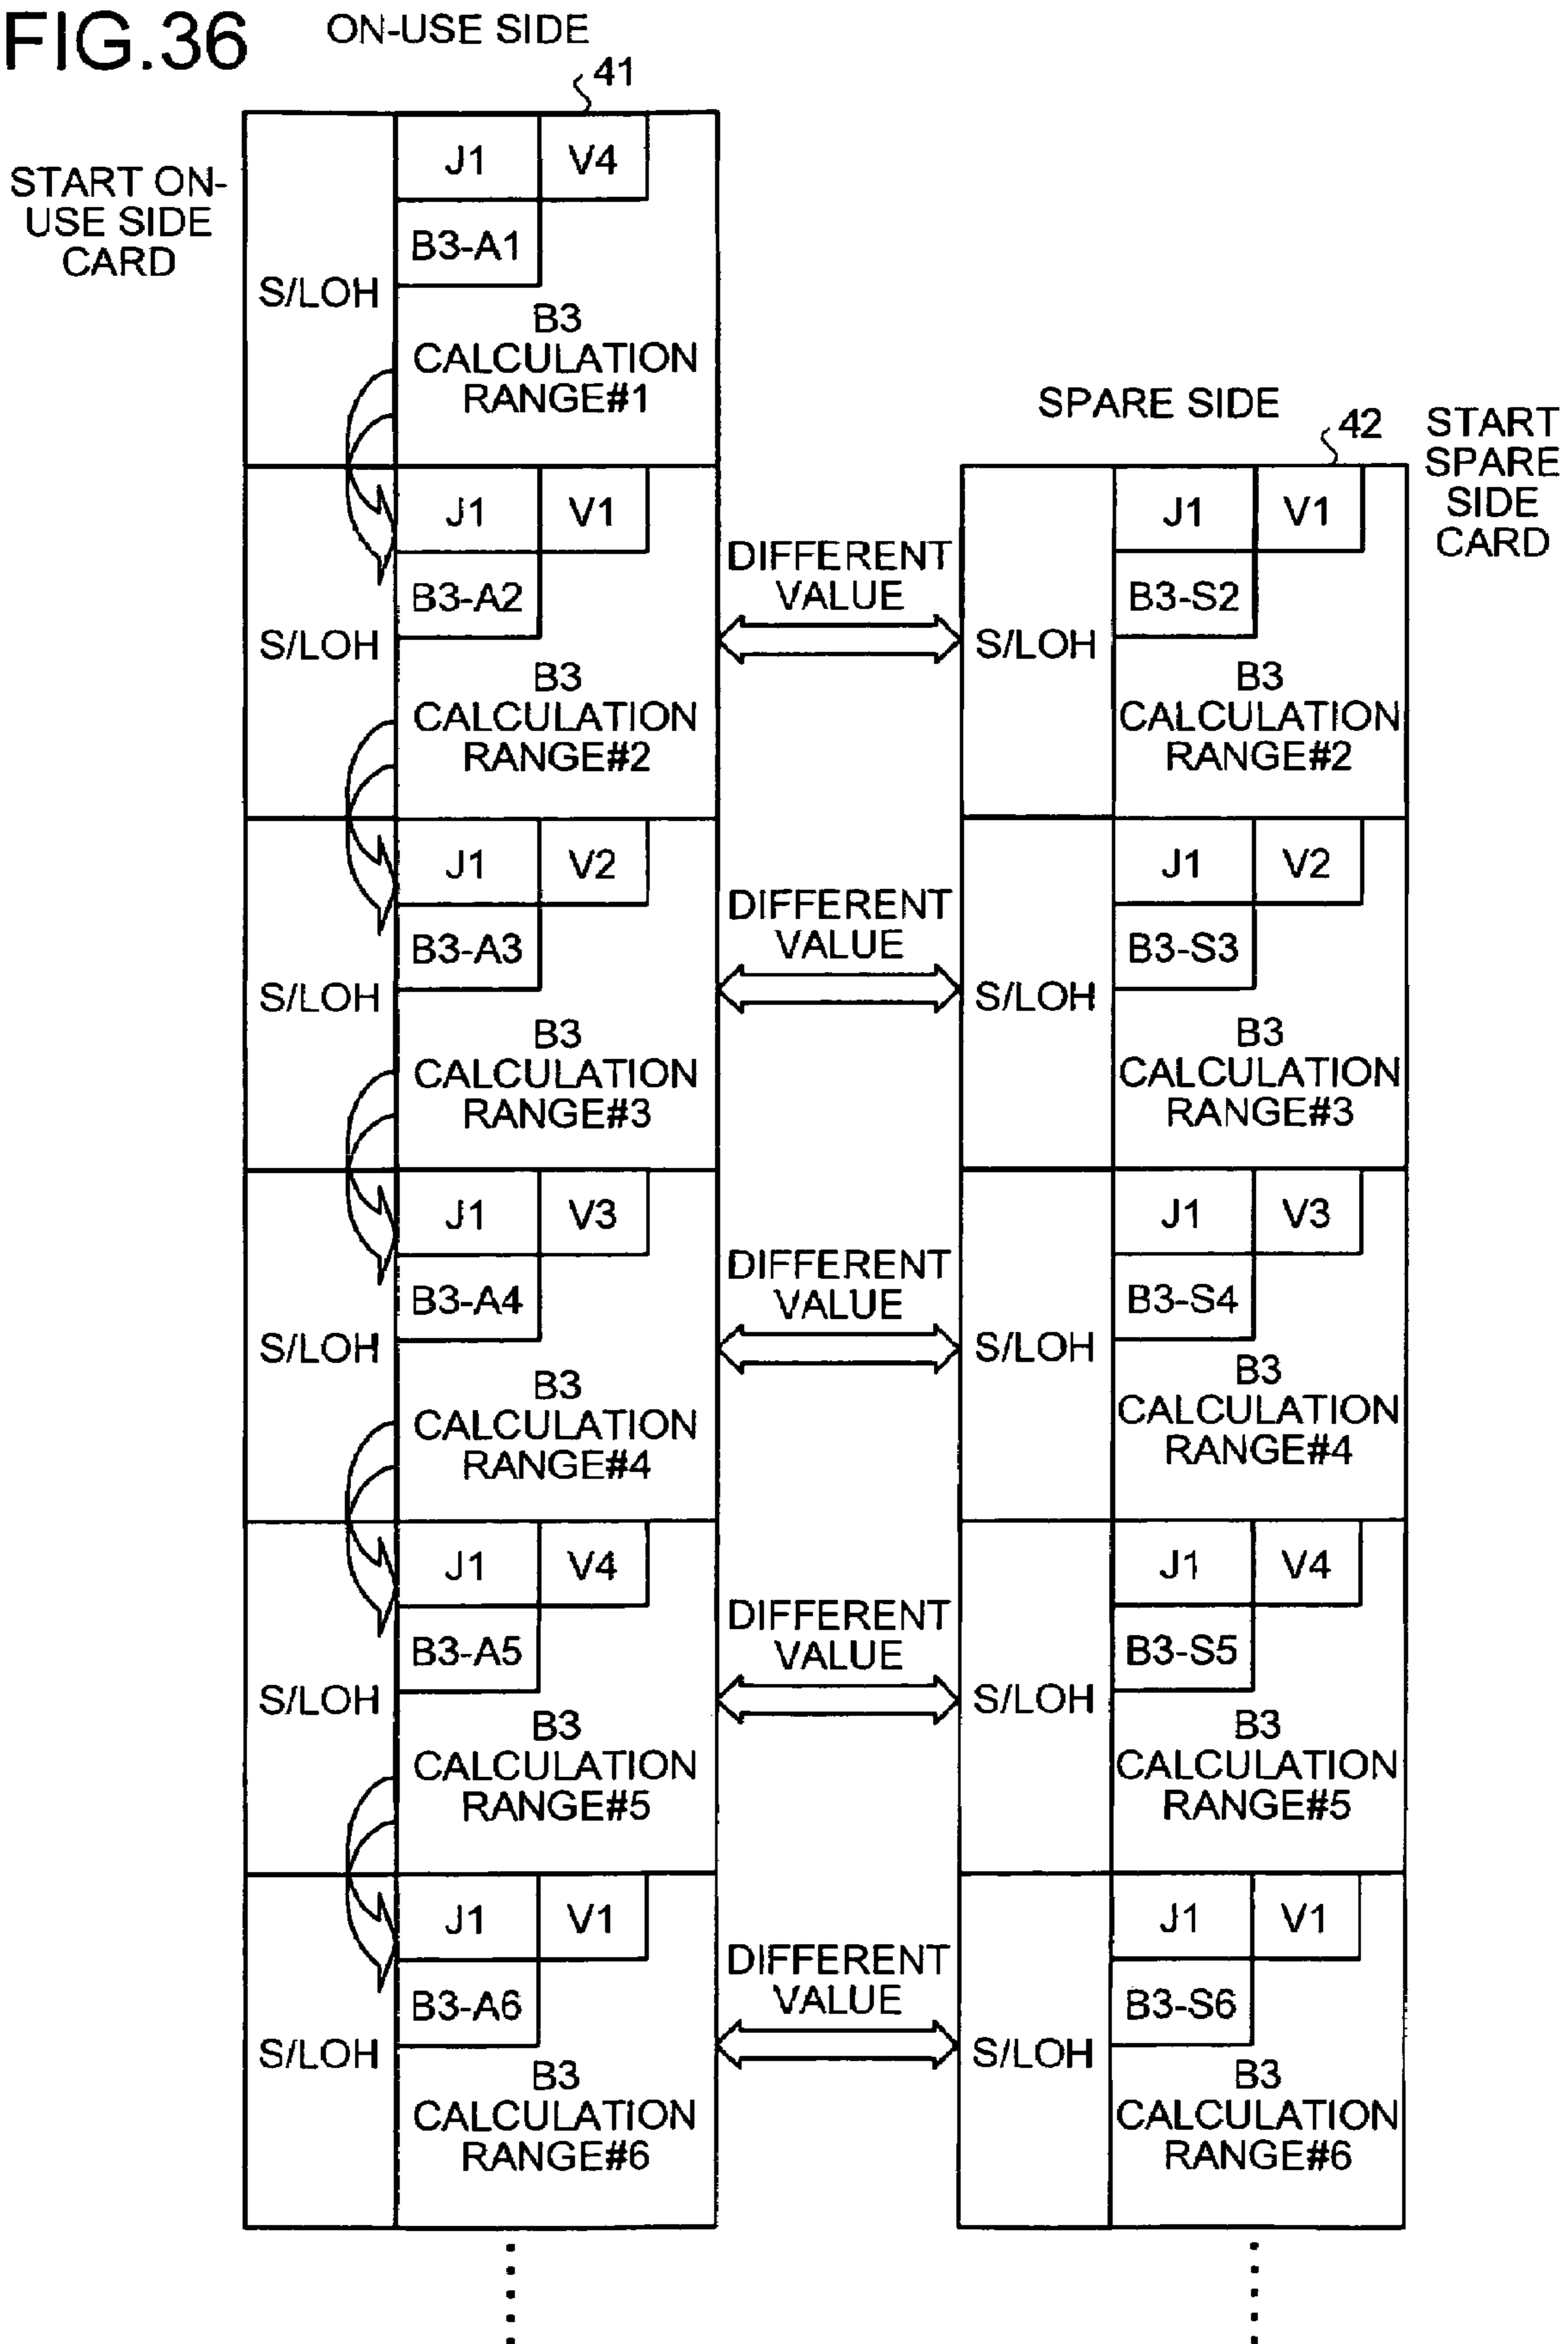 FIG.36
ON-USE SIDE
41
START ON-
USE SIDE
CARD
S/LOH
J1
V4
B3-A1
B3
CALCULATION
RANGE#1
SPARE SIDE
42
START
SPARE
SIDE
CARD
S/LOH
J1
V1
B3-A2
B3
CALCULATION
RANGE#2
DIFFERENT
VALUE
S/LOH
J1
V1
B3-S2
B3
CALCULATION
RANGE#2
S/LOH
J1
V2
B3-A3
B3
CALCULATION
RANGE#3
DIFFERENT
VALUE
S/LOH
J1
V2
B3-S3
B3
CALCULATION
RANGE#3
S/LOH
J1
V3
B3-A4
B3
CALCULATION
RANGE#4
DIFFERENT
VALUE
S/LOH
J1
V3
B3-S4
B3
CALCULATION
RANGE#4
S/LOH
J1
V4
B3-A5
B3
CALCULATION
RANGE#5
DIFFERENT
VALUE
S/LOH
J1
V4
B3-S5
B3
CALCULATION
RANGE#5
S/LOH
J1
V1
B3-A6
B3
CALCULATION
RANGE#6
DIFFERENT
VALUE
S/LOH
J1
V1
B3-S6
B3
CALCULATION
RANGE#6